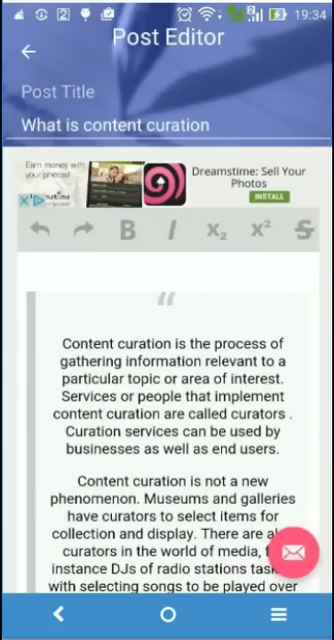 19:34
Post Editor
Post Title
What is content curation
Earn money with
your photos!
Dreamstime: Sell Your
Photos
INSTALL
B I X₂ X² S
“
Content curation is the process of
gathering information relevant to a
particular topic or area of interest.
Services or people that implement
content curation are called curators .
Curation services can be used by
businesses as well as end users.
Content curation is not a new
phenomenon. Museums and galleries
have curators to select items for
collection and display. There are
curators in the world of media,
instance DJs of radio stations
with selecting songs to be played over